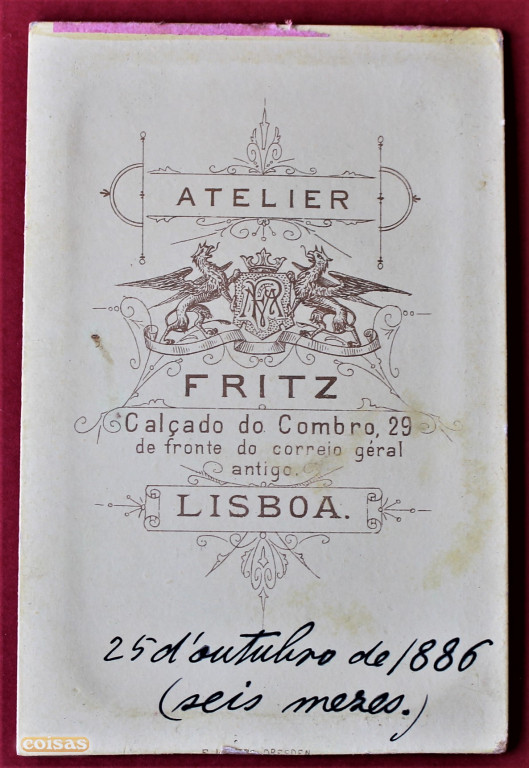 ATELIER
FRITZ
Calçado do Combro, 29
de fronte do correio géral
antigo.
LISBOA.
25 d'outubro de 1886
(seis mezes.)
coisas
DRESDEN